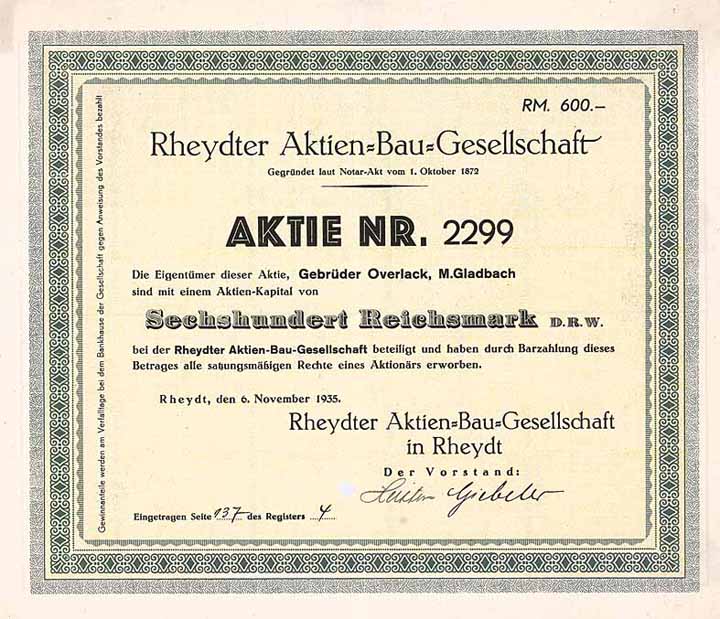 RM. 600.–
Rheydter Aktien=Bau=Gesellschaft
Gegründet laut Notar-Akt vom 1. Oktober 1872
AKTIE NR. 2299
Die Eigentümer dieser Aktie, Gebrüder Overlack, M.Gladbach
sind mit einem Aktien-Kapital von
Sechshundert Reichsmark D.R.W.
bei der Rheydter Aktien-Bau-Gesellschaft beteiligt und haben durch Barzahlung dieses
Betrages alle satzungsmäßigen Rechte eines Aktionärs erworben.
Rheydt, den 6. November 1935.
Rheydter Aktien=Bau=Gesellschaft
in Rheydt
Der Vorstand:
Giebeler
Eingetragen Seite 137 des Registers 4
Gewinnanteile werden am Verfalltage bei dem Bankhause der Gesellschaft gegen Anweisung des Vorstandes bezahlt